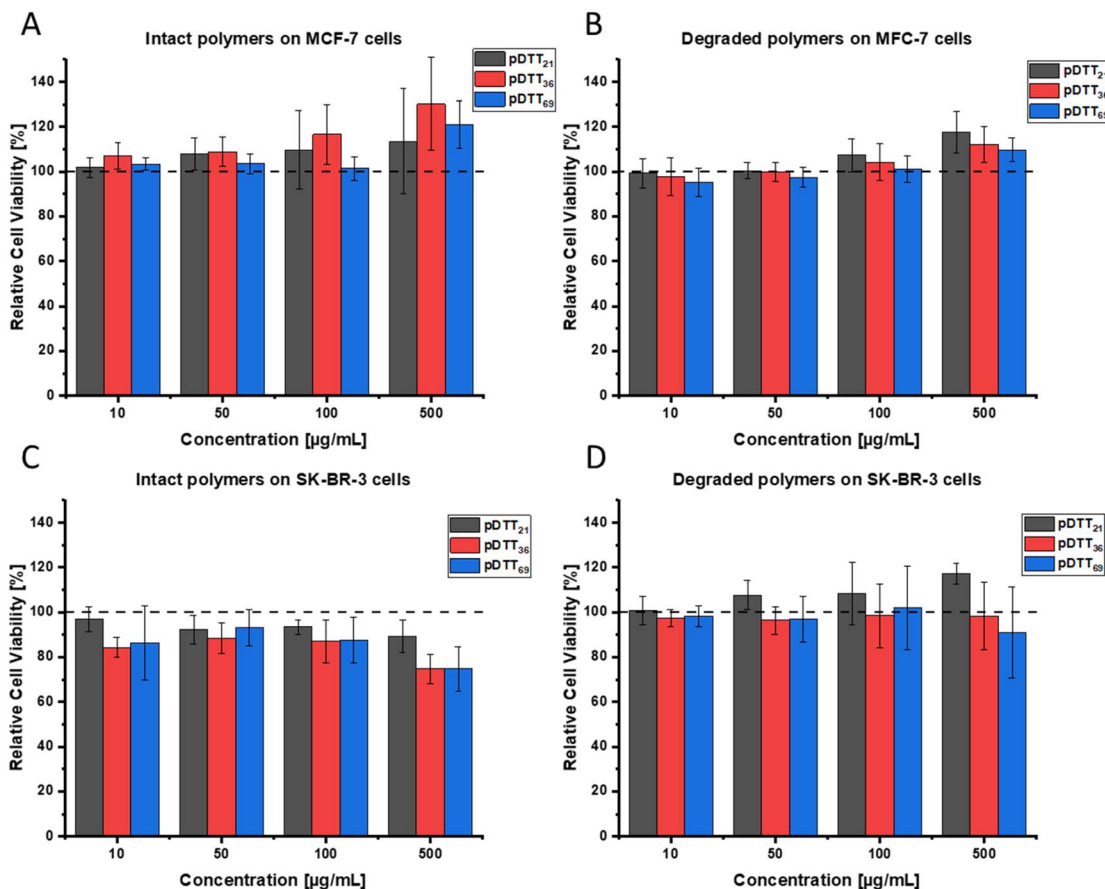 A
Intact polymers on MCF-7 cells
pDTT21
pDTT36
pDTT69
Relative Cell Viability [%]
140
120
100
80
60
40
20
0
10 50 100 500
Concentration [µg/mL]
B
Degraded polymers on MFC-7 cells
pDTT21
pDTT36
pDTT69
Relative Cell Viability [%]
140
120
100
80
60
40
20
0
10 50 100 500
Concentration [µg/mL]
C
Intact polymers on SK-BR-3 cells
pDTT21
pDTT36
pDTT69
Relative Cell Viability [%]
140
120
100
80
60
40
20
0
10 50 100 500
Concentration [µg/mL]
D
Degraded polymers on SK-BR-3 cells
pDTT21
pDTT36
pDTT69
Relative Cell Viability [%]
140
120
100
80
60
40
20
0
10 50 100 500
Concentration [µg/mL]